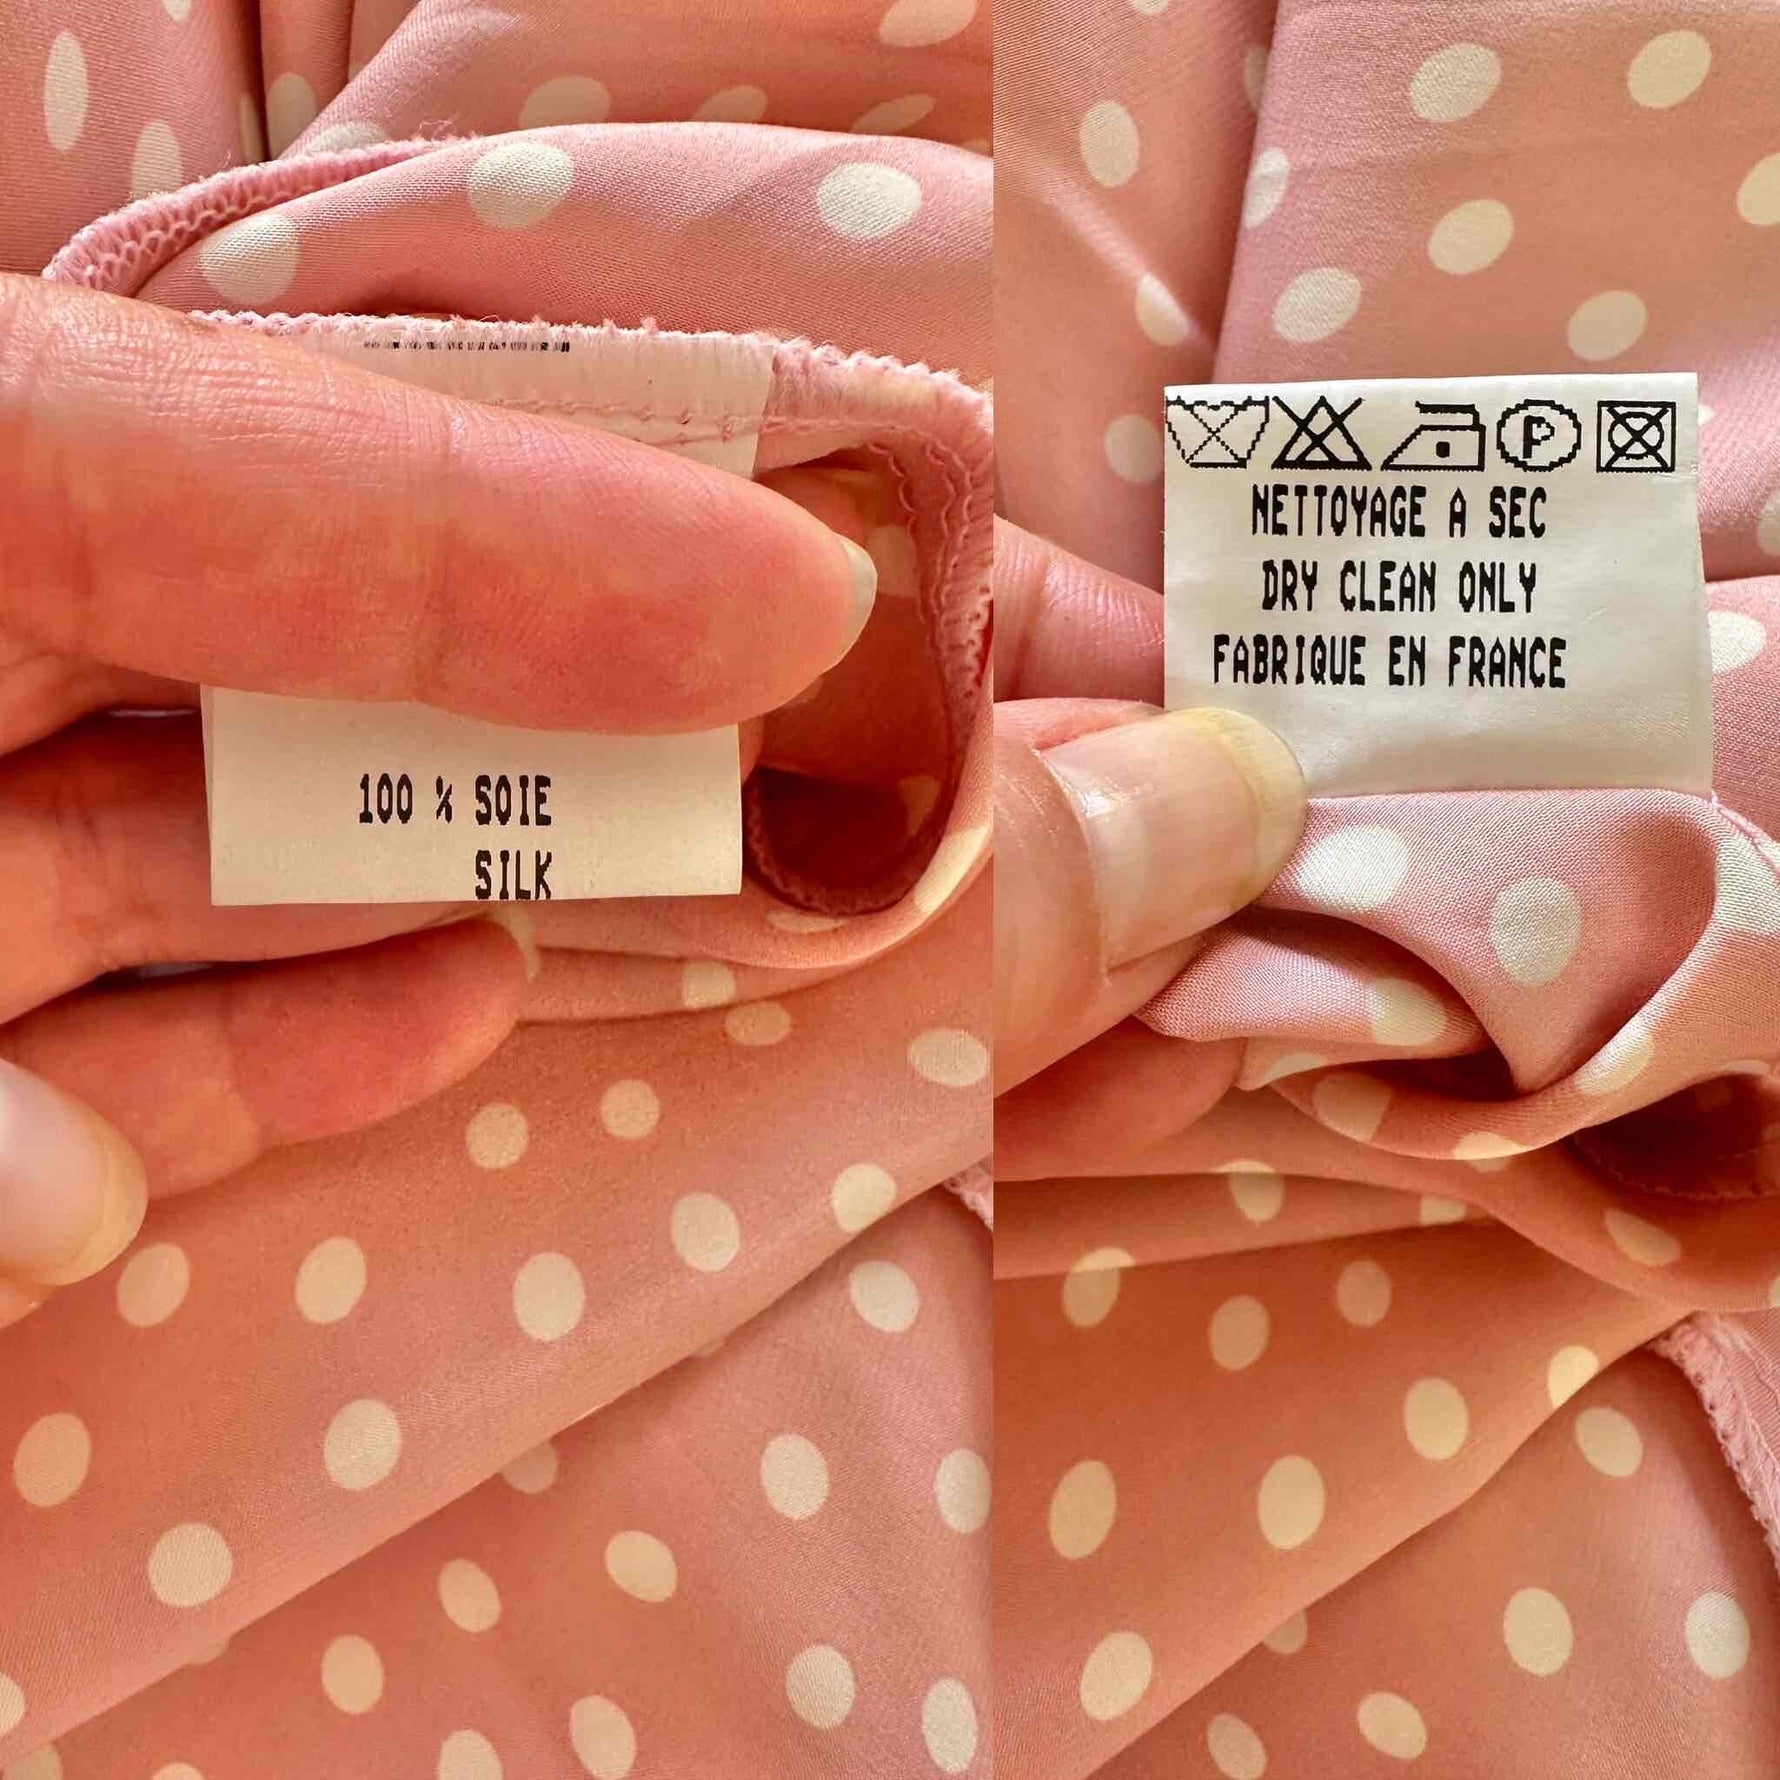 100 % SOIE
SILK
P
NETTOYAGE A SEC
DRY CLEAN ONLY
FABRIQUE EN FRANCE